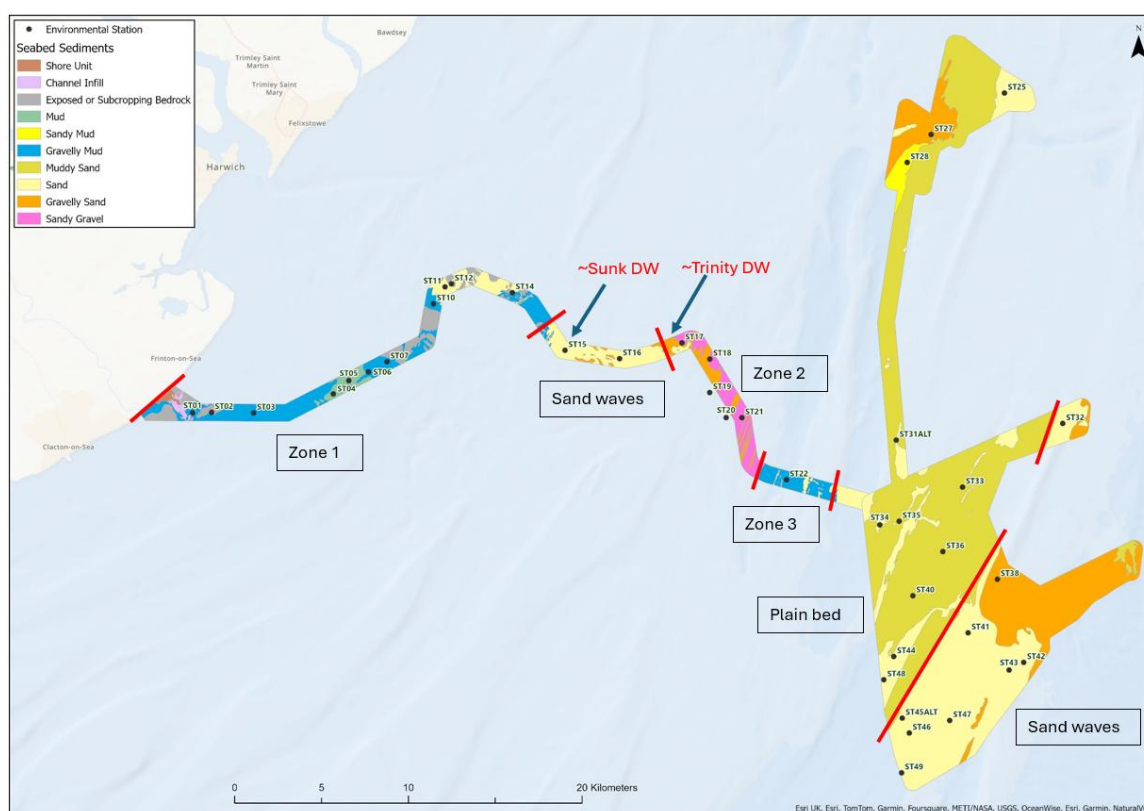 Environmental Station
Seabed Sediments
Shore Unit
Channel Infill
Exposed or Subcropping Bedrock
Mud
Sandy Mud
Gravelly Mud
Muddy Sand
Sand
Gravelly Sand
Sandy Gravel
Bawdsey
N
Trimley Saint
Martin
Trimley Saint
Mary
Felixstowe
Harwich
Frinton-on-Sea
Clacton-on-Sea
ST25
ST27
ST28
~Sunk DW
~Trinity DW
ST11
ST12
ST14
ST10
ST15
ST16
ST17
ST18
ST07
ST05
ST06
ST04
ST19
ST20
ST21
ST01
ST02
ST03
Zone 2
Sand waves
Zone 1
ST22
Zone 3
ST31ALT
ST32
ST33
ST34
ST35
ST36
ST38
ST40
Plain bed
ST41
ST44
ST42
ST43
ST48
ST45ALT
ST46
ST47
Sand waves
ST49
0
5
10
20 Kilometers
Esri UK, Esri, TomTom, Garmin, Foursquare, METI/NASA, USGS, OceanWise, Esri, Garmin, NaturalV